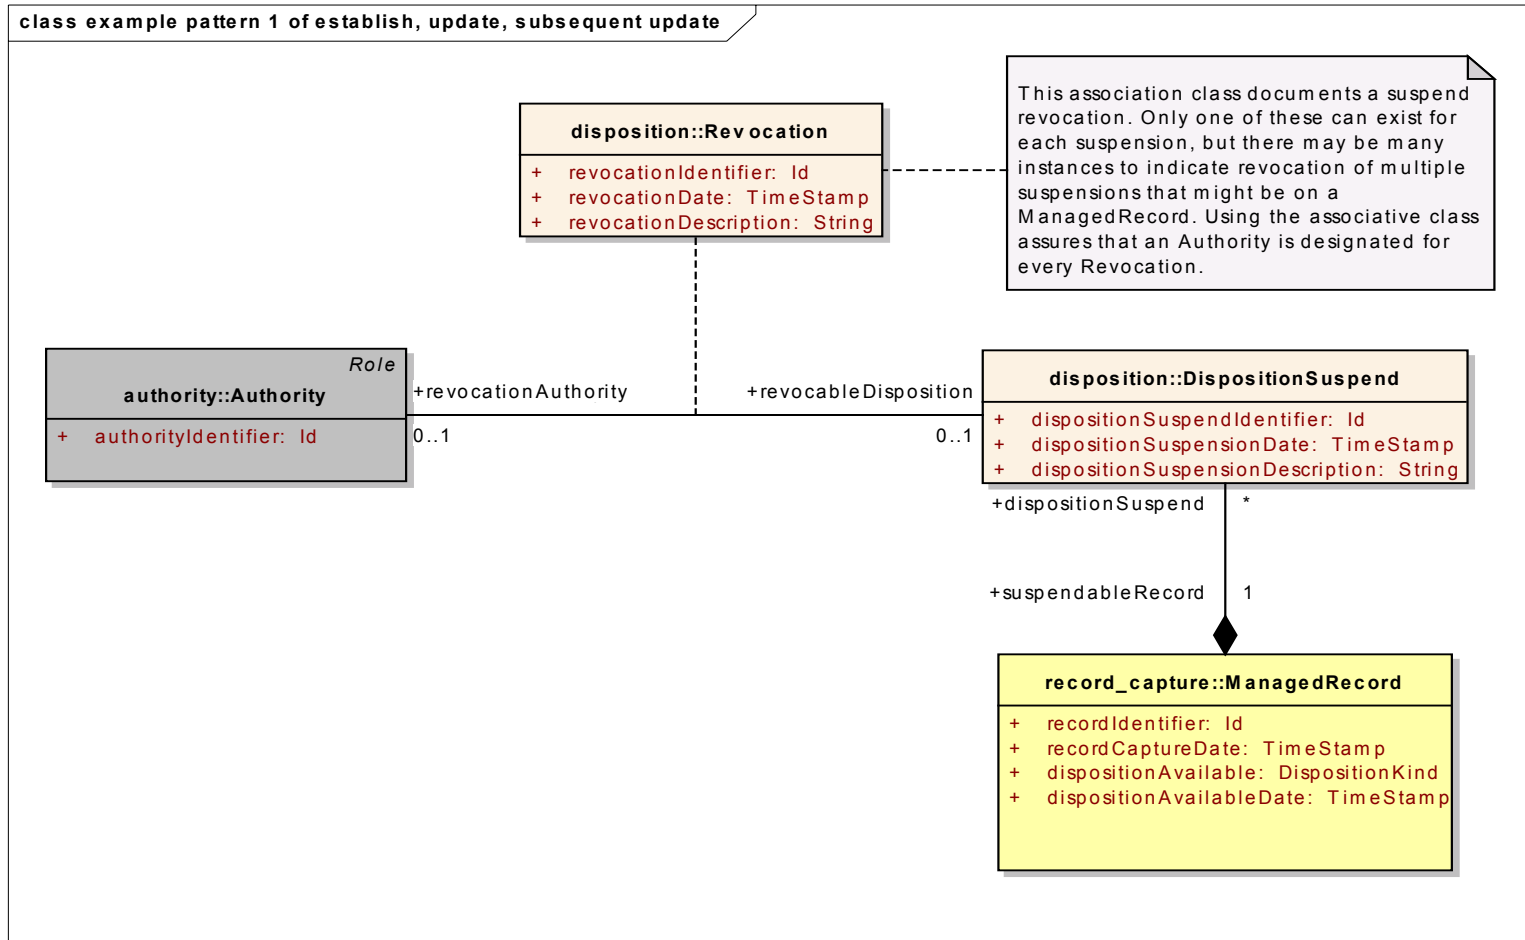 class example pattern 1 of establish, update, subsequent update
disposition::Revocation
+ revocationIdentifier: Id
+ revocationDate: TimeStamp
+ revocationDescription: String
This association class documents a suspend
revocation. Only one of these can exist for
each suspension, but there may be many
instances to indicate revocation of multiple
suspensions that might be on a
ManagedRecord. Using the associative class
assures that an Authority is designated for
every Revocation.
Role
authority::Authority
+ authorityIdentifier: Id
+revocationAuthority
0..1
+revocableDisposition
0..1
disposition::DispositionSuspend
+ dispositionSuspendIdentifier: Id
+ dispositionSuspensionDate: TimeStamp
+ dispositionSuspensionDescription: String
+dispositionSuspend *
+suspendableRecord 1
record_capture::ManagedRecord
+ recordIdentifier: Id
+ recordCaptureDate: TimeStamp
+ dispositionAvailable: DispositionKind
+ dispositionAvailableDate: TimeStamp